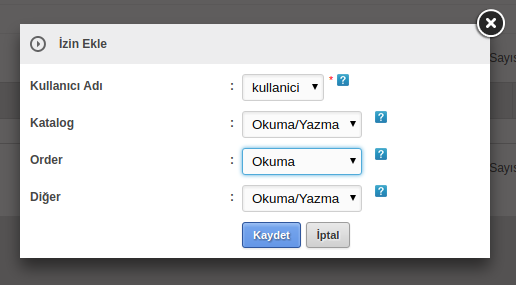 İzin Ekle
Sayıs
Kullanıcı Adı : kullanici * ?
Katalog : Okuma/Yazma ?
Order : Okuma ?
Sayıs
Diğer : Okuma/Yazma ?
Kaydet İptal